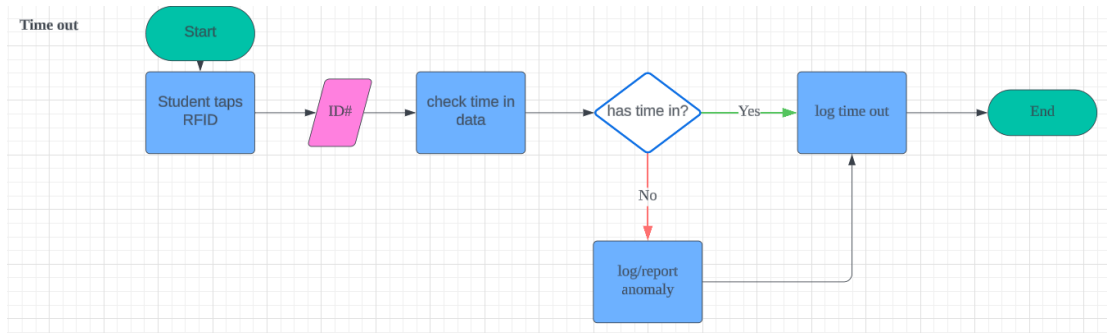 Time out
Start
Student taps
RFID
ID#
check time in
data
has time in?
Yes
log time out
End
No
log/report
anomaly